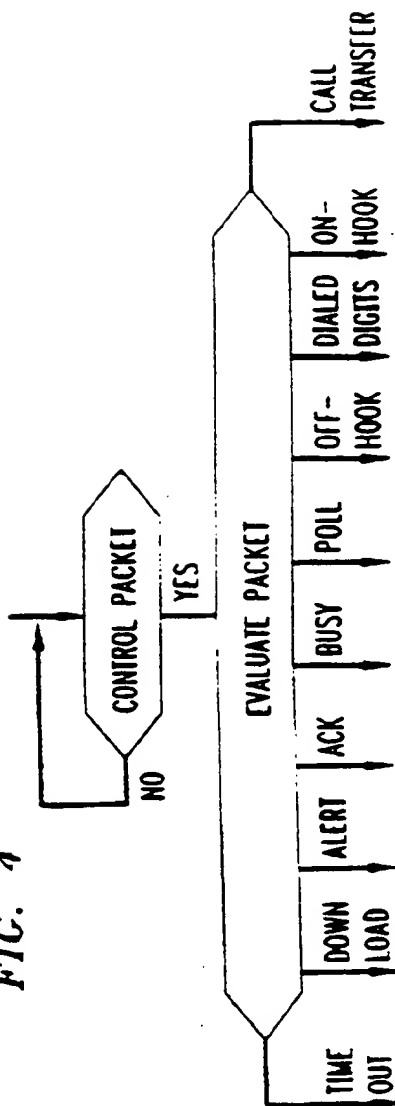 FIG. 4
CONTROL PACKET
NO
YES
EVALUATE PACKET
TIME
OUT
DOWN
LOAD
ALERT
ACK
BUSY
POLL
OFF-
HOOK
DIALED
DIGITS
ON-
HOOK
CALL
TRANSFER